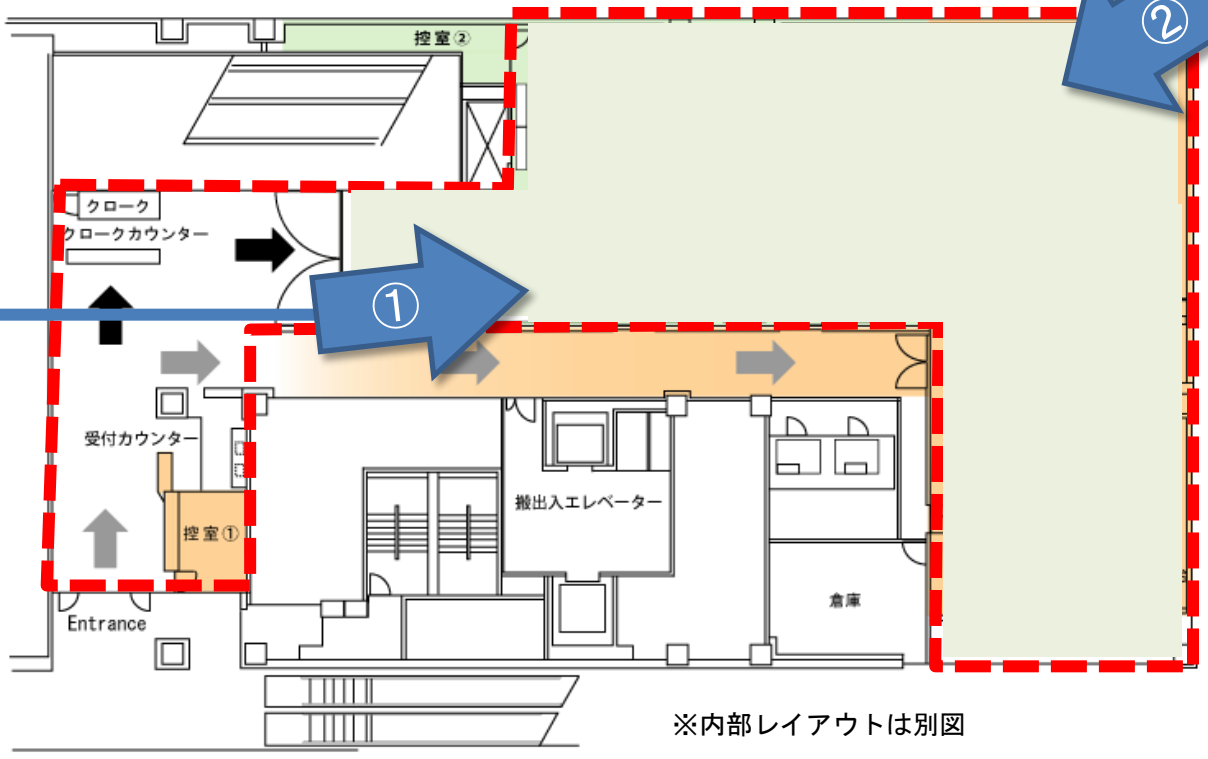 控室②
②
クローク
クロークカウンター
①
受付カウンター
控室①
搬出入エレベーター
倉庫
Entrance
※内部レイアウトは別図